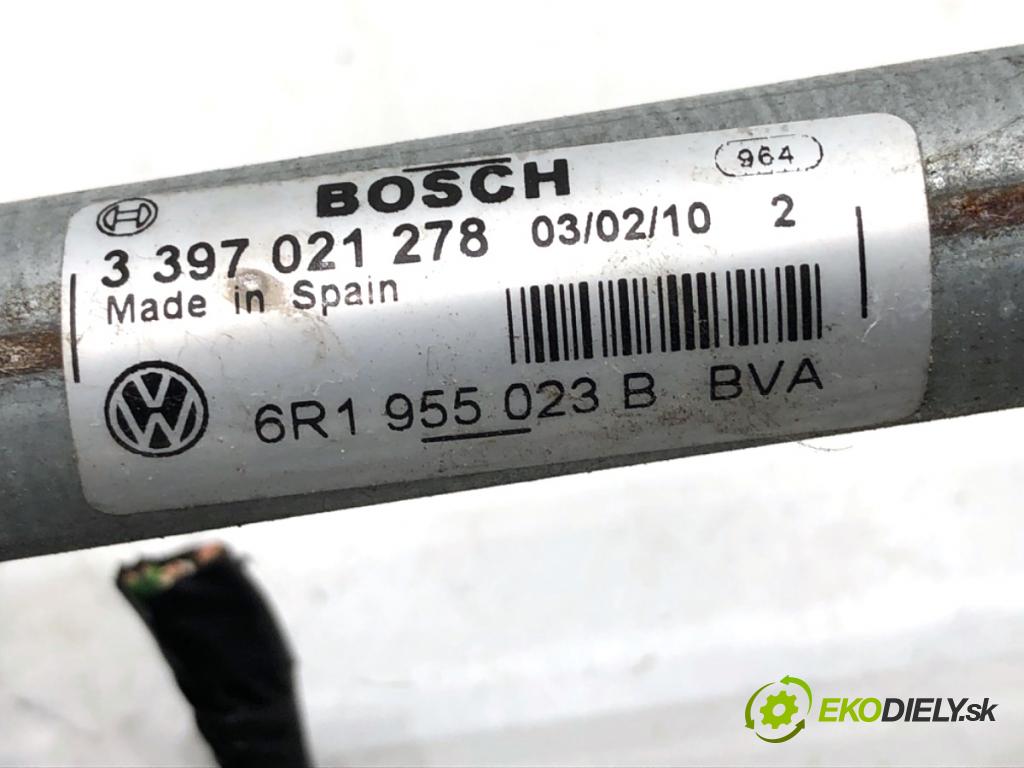 BOSCH
964
3 397 021 278 03/02/10 2
Made in Spain
VW
6R1 955 023 B BVA
EKODIELY.sk